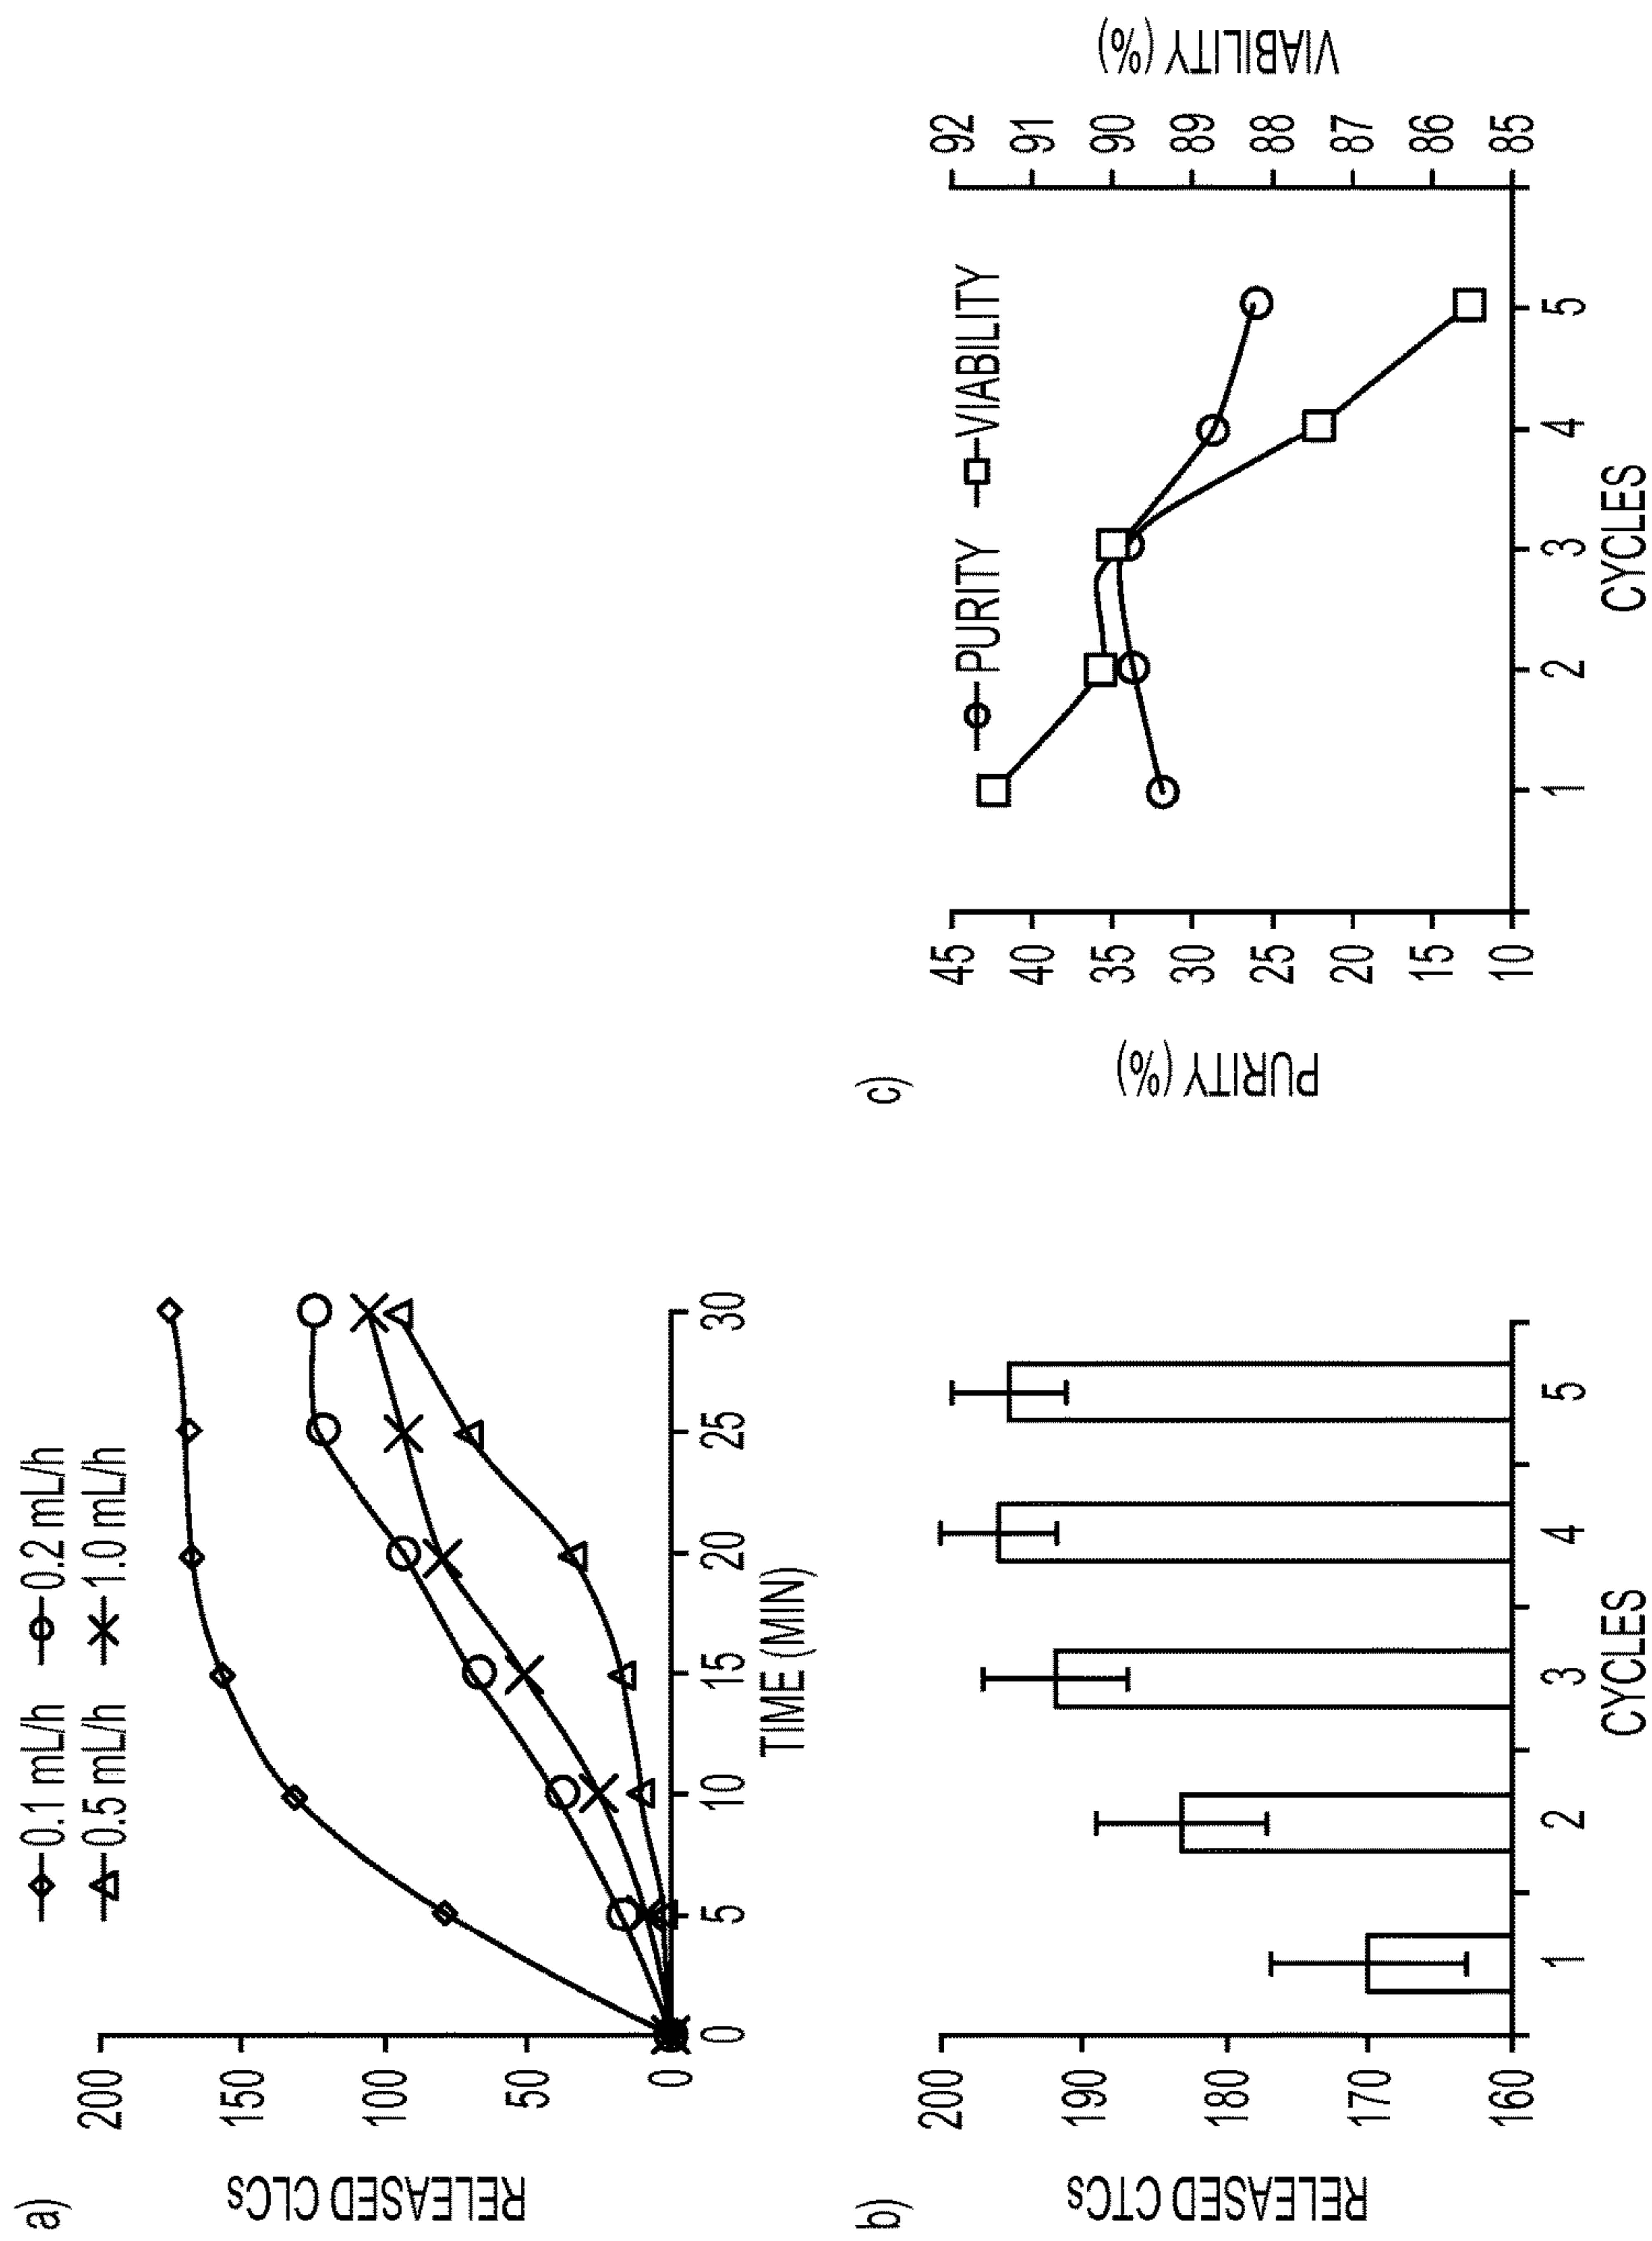 a)
0.1 mL/h 0.2 mL/h
0.5 mL/h 1.0 mL/h
RELEASED CLCs
200
150
100
50
0
0 5 10 15 20 25 30
TIME (MIN)
b)
RELEASED CTCs
200
190
180
170
160
1 2 3 4 5
CYCLES
c)
PURITY VIABILITY
PURITY (%)
45
40
35
30
25
20
15
10
1 2 3 4 5
CYCLES
92
91
90
89
88
87
86
85
VIABILITY (%)